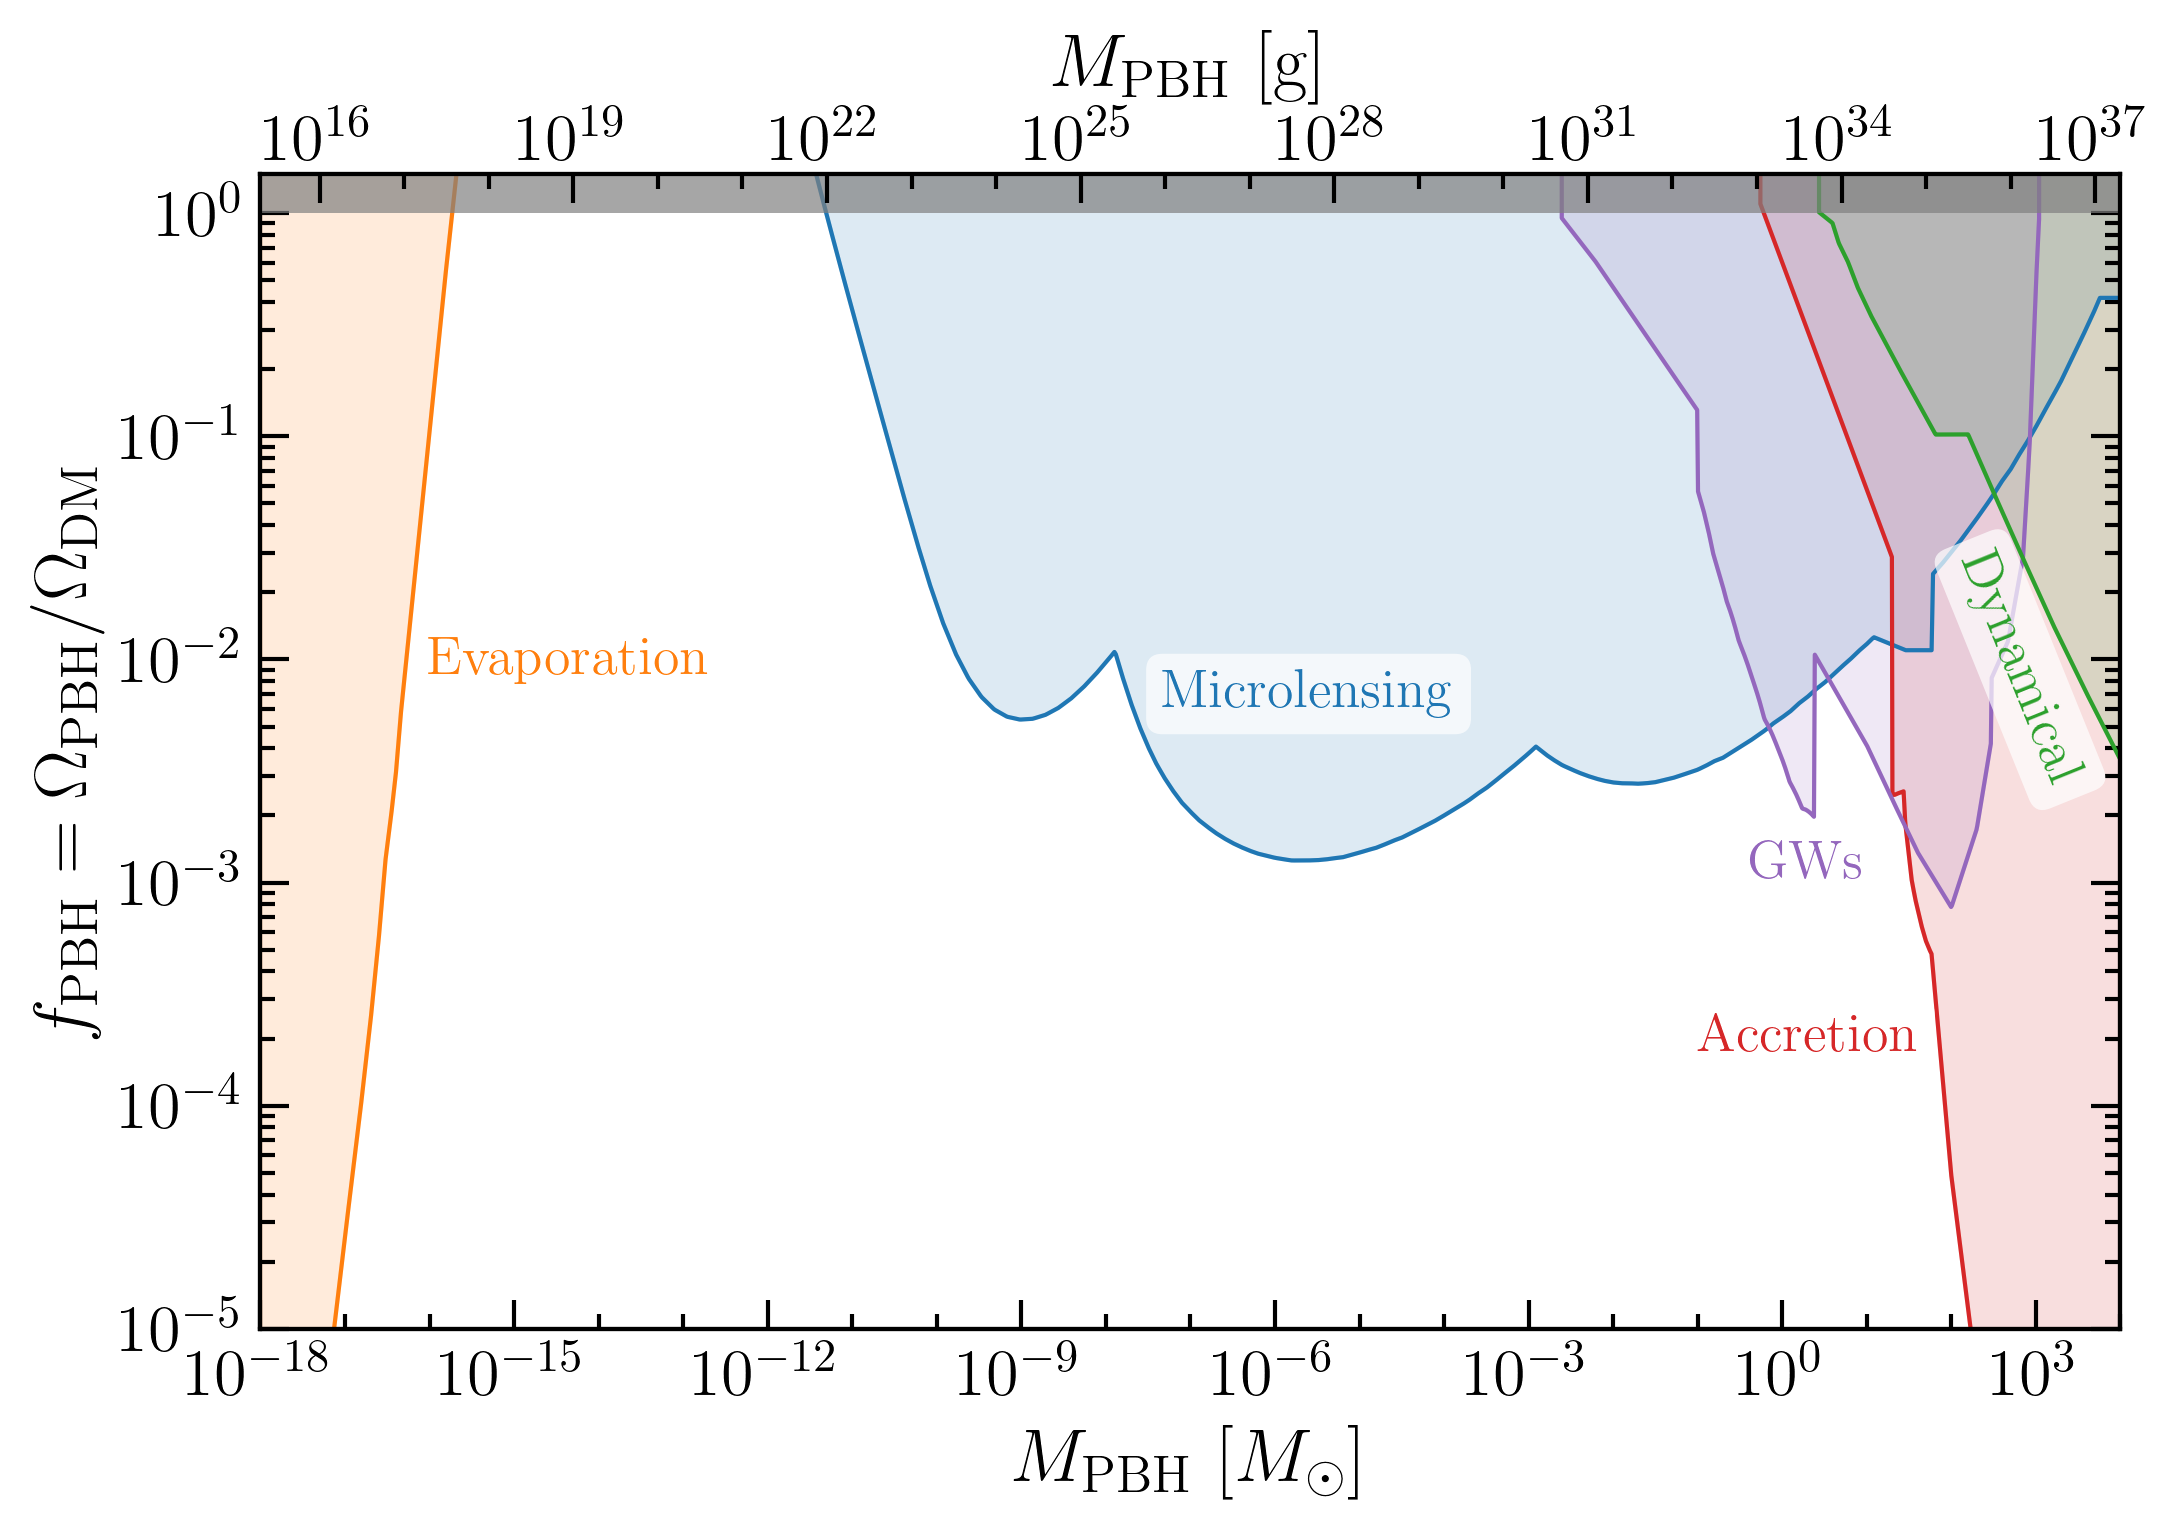 M_PBH [g]
10^16 10^19 10^22 10^25 10^28 10^31 10^34 10^37
f_PBH = Ω_PBH/Ω_DM
10^0
10^−1
10^−2
10^−3
10^−4
10^−5
Evaporation
Microlensing
Dynamical
GWs
Accretion
10^−18 10^−15 10^−12 10^−9 10^−6 10^−3 10^0 10^3
M_PBH [M_⊙]